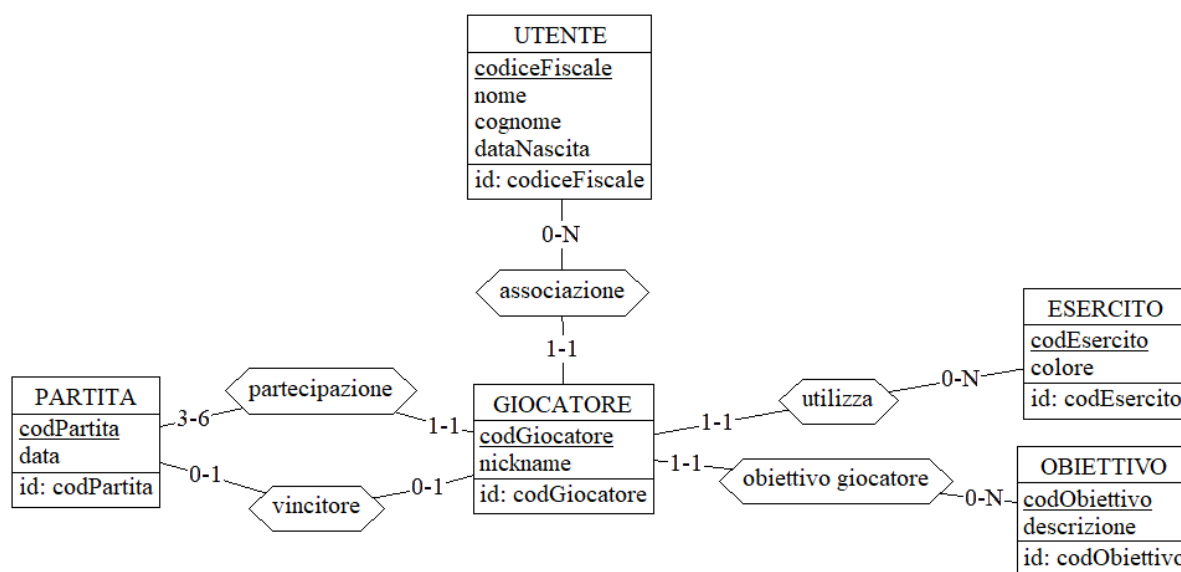 UTENTE
codiceFiscale
nome
cognome
dataNascita
id: codiceFiscale
0-N
associazione
1-1
ESERCITO
codEsercito
colore
id: codEsercito
0-N
utilizza
1-1
partecipazione
3-6
1-1
PARTITA
codPartita
data
id: codPartita
0-1
vincitore
0-1
GIOCATORE
codGiocatore
nickname
id: codGiocatore
1-1
obiettivo giocatore
0-N
OBIETTIVO
codObiettivo
descrizione
id: codObiettivo